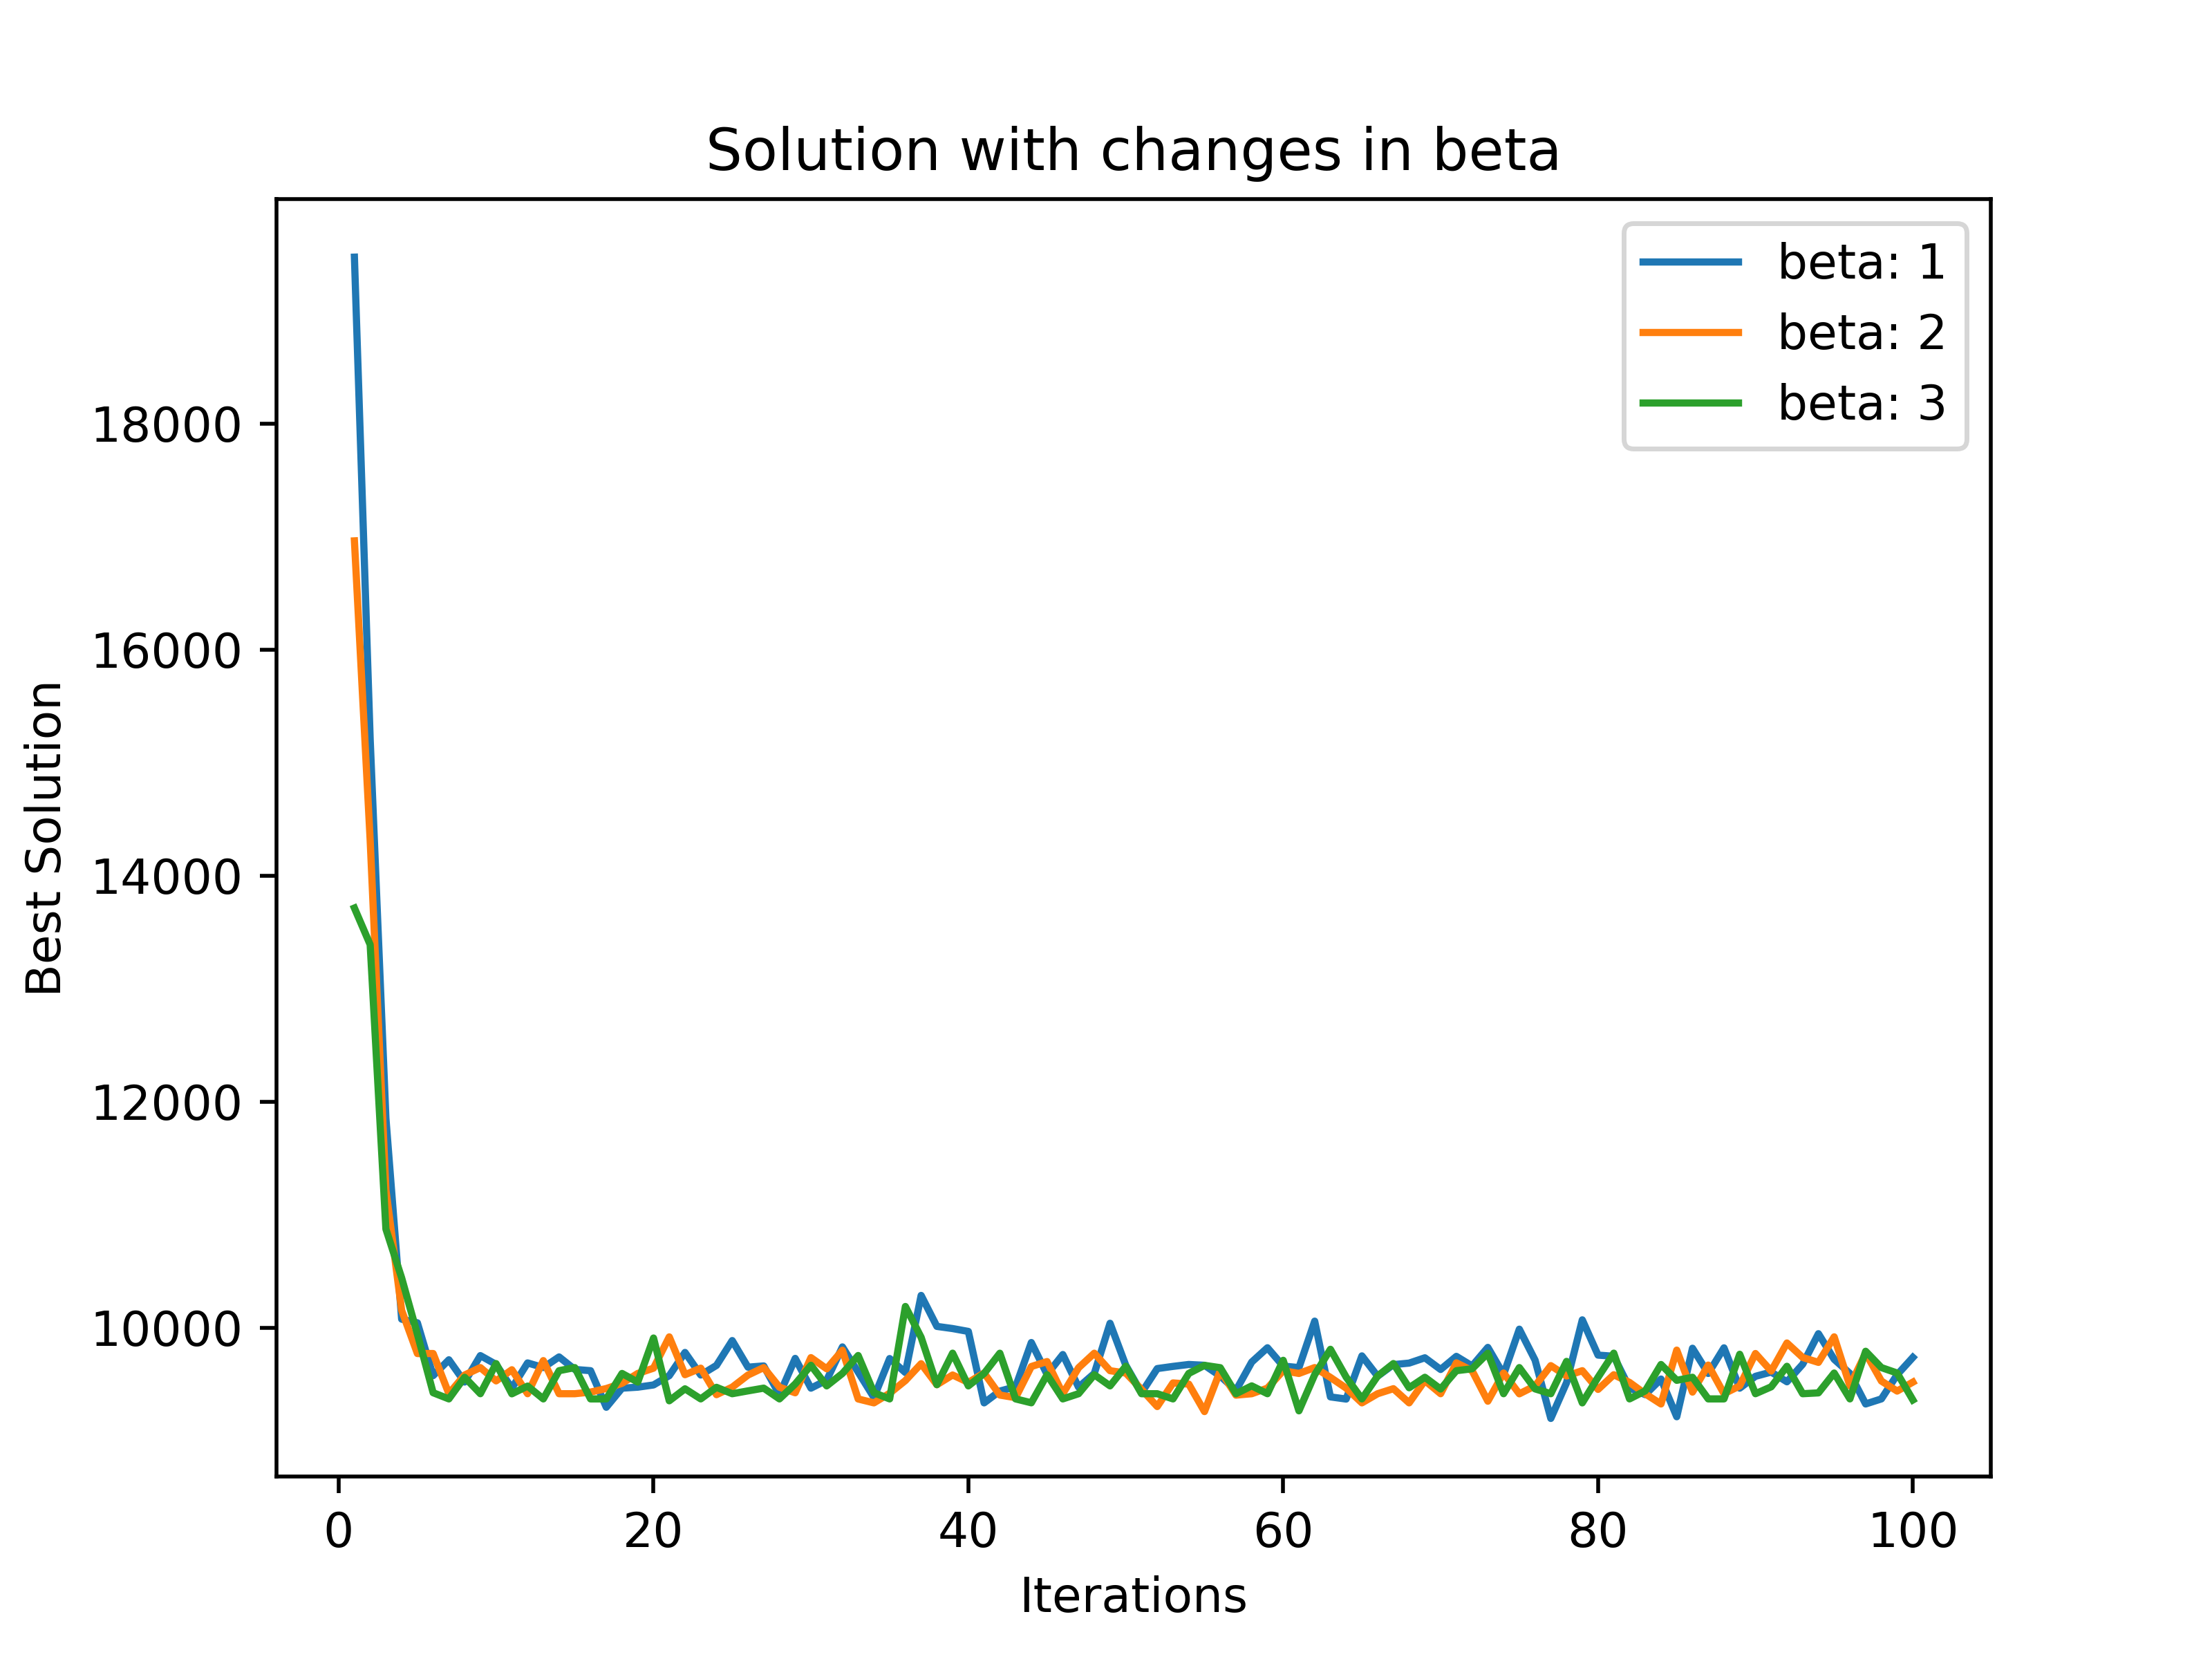 Solution with changes in beta
beta: 1
beta: 2
beta: 3
18000
16000
14000
12000
10000
Best Solution
0 20 40 60 80 100
Iterations